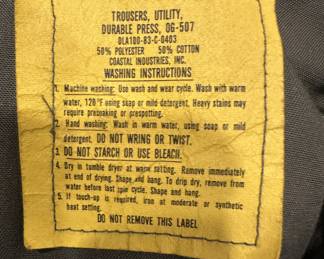 TROUSERS, UTILITY,
DURABLE PRESS, OG-507
DLA100-83-C-0403
50% POLYESTER 50% COTTON
COASTAL INDUSTRIES, INC.
WASHING INSTRUCTIONS
1. Machine washing: Use wash and wear cycle. Wash with warm
water, 120°F using soap or mild detergent. Heavy stains may
require presoaking or prespotting.
2. Hand washing: Wash in warm water, using soap or mild
detergent. DO NOT WRING OR TWIST.
3. DO NOT STARCH OR USE BLEACH.
4. Dry in tumble dryer at warm setting. Remove immediately
at end of drying. Shape and hang. To drip dry, remove from
water before last spin cycle. Shape and hang.
5. If touch-up is required, iron at moderate or synthetic
heat setting.
DO NOT REMOVE THIS LABEL